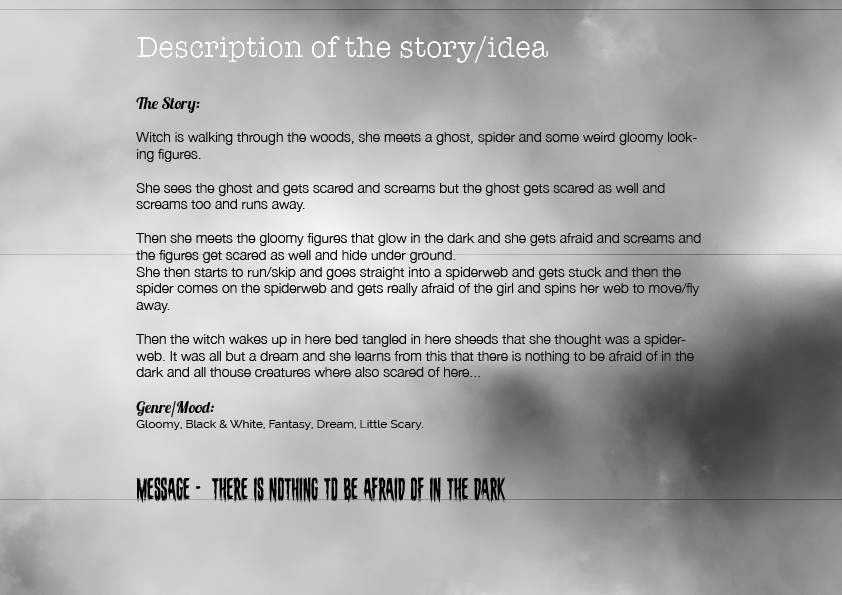 Description of the story/idea
The Story:
Witch is walking through the woods, she meets a ghost, spider and some weird gloomy look-
ing figures.
She sees the ghost and gets scared and screams but the ghost gets scared as well and
screams too and runs away.
Then she meets the gloomy figures that glow in the dark and she gets afraid and screams and
the figures get scared as well and hide under ground.
She then starts to run/skip and goes straight into a spiderweb and gets stuck and then the
spider comes on the spiderweb and gets really afraid of the girl and spins her web to move/fly
away.
Then the witch wakes up in here bed tangled in here sheeds that she thought was a spider-
web. It was all but a dream and she learns from this that there is nothing to be afraid of in the
dark and all thouse creatures where also scared of here...
Genre/Mood:
Gloomy, Black & White, Fantasy, Dream, Little Scary.
MESSAGE - THERE IS NOTHING TO BE AFRAID OF IN THE DARK